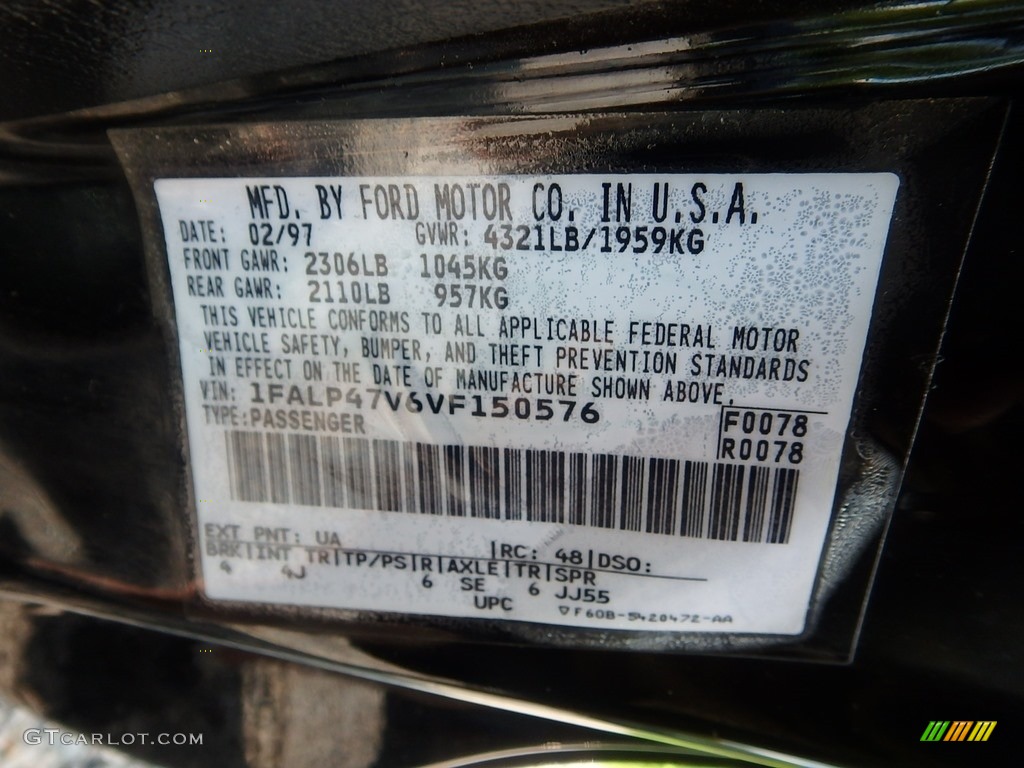 MFD. BY FORD MOTOR CO. IN U.S.A.
DATE: 02/97 GVWR: 4321LB/1959KG
FRONT GAWR: 2306LB 1045KG
REAR GAWR: 2110LB 957KG
THIS VEHICLE CONFORMS TO ALL APPLICABLE FEDERAL MOTOR
VEHICLE SAFETY, BUMPER, AND THEFT PREVENTION STANDARDS
IN EFFECT ON THE DATE OF MANUFACTURE SHOWN ABOVE.
VIN: 1FALP47V6VF150576
TYPE:PASSENGER
F0078
R0078
EXT PNT: UA |RC: 48|DSO:
BRK|INT TR|TP/PS|R|AXLE|TR|SPR
4 4J 6 SE 6 JJ55
UPC ▽F60B-5420472-AA
GTCARLOT.COM